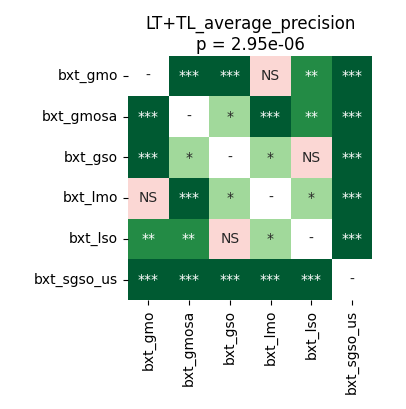 LT+TL_average_precision
p = 2.95e-06
bxt_gmo - *** *** NS ** ***
bxt_gmosa *** - * *** ** ***
bxt_gso *** * - * NS ***
bxt_lmo NS *** * - * ***
bxt_lso ** ** NS * - ***
bxt_sgso_us *** *** *** *** *** -
bxt_gmo
bxt_gmosa
bxt_gso
bxt_lmo
bxt_lso
bxt_sgso_us